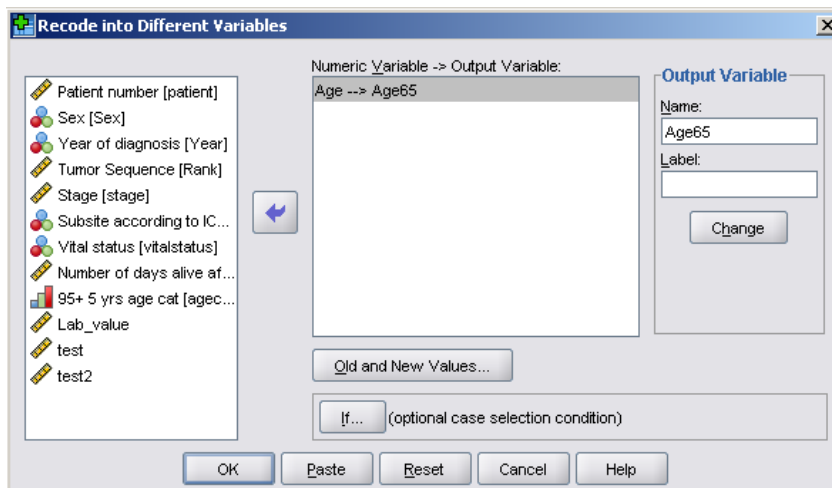 Recode into Different Variables
Numeric Variable -> Output Variable:
Patient number [patient]
Sex [Sex]
Year of diagnosis [Year]
Tumor Sequence [Rank]
Stage [stage]
Subsite according to IC...
Vital status [vitalstatus]
Number of days alive af...
95+ 5 yrs age cat [agec...
Lab_value
test
test2
Age --> Age65
Old and New Values...
If... (optional case selection condition)
Output Variable
Name:
Age65
Label:
Change
OK Paste Reset Cancel Help